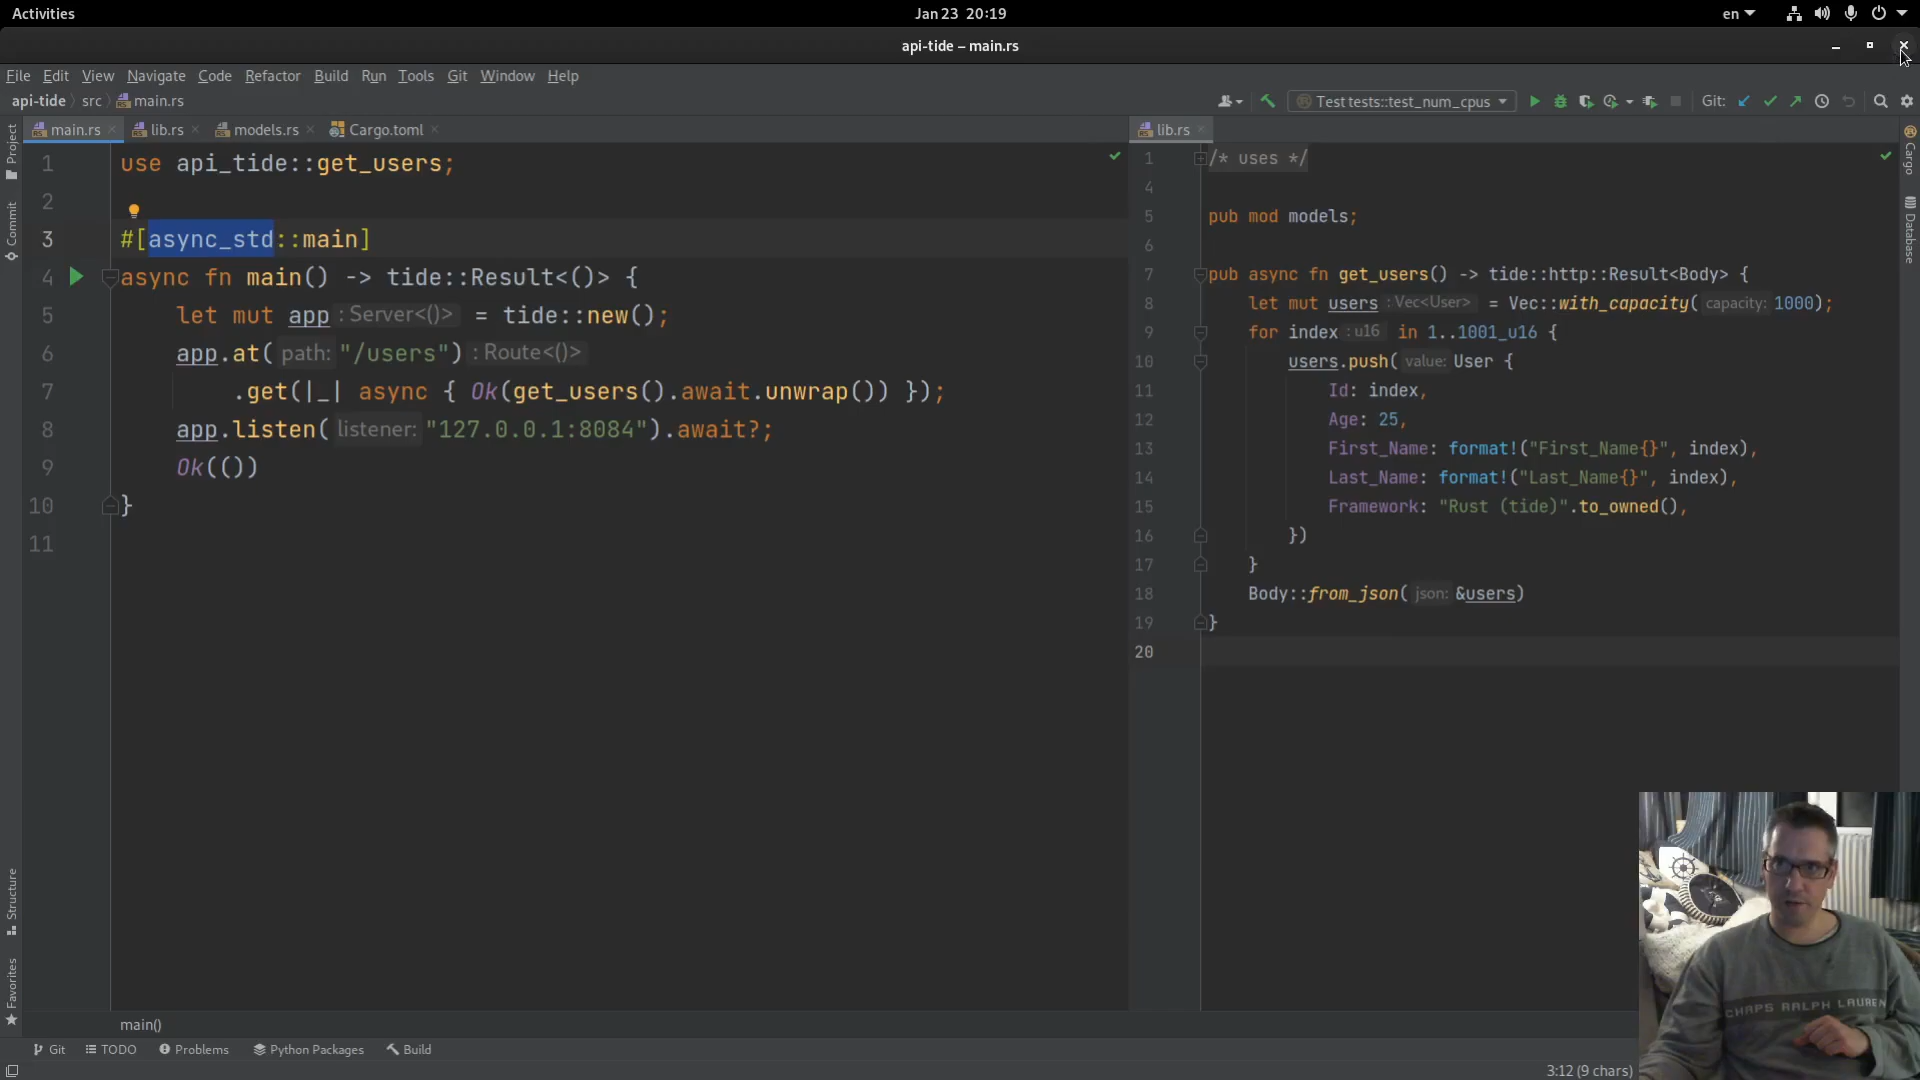 Activities
Jan 23 20:19
en
api-tide – main.rs
File Edit View Navigate Code Refactor Build Run Tools Git Window Help
api-tide src main.rs
Test tests::test_num_cpus
Git:
main.rs
lib.rs
models.rs
Cargo.toml
1 use api_tide::get_users;
2
3 #[async_std::main]
4 async fn main() -> tide::Result<()> {
5 let mut app : Server<()> = tide::new();
6 app.at( path: "/users") : Route<()>
7 .get(|_| async { Ok(get_users().await.unwrap()) });
8 app.listen( listener: "127.0.0.1:8084").await?;
9 Ok(())
10 }
11
main()
lib.rs
1 /* uses */
4
5 pub mod models;
6
7 pub async fn get_users() -> tide::http::Result<Body> {
8 let mut users : Vec<User> = Vec::with_capacity( capacity: 1000);
9 for index : u16 in 1..1001_u16 {
10 users.push( value: User {
11 Id: index,
12 Age: 25,
13 First_Name: format!("First_Name{}", index),
14 Last_Name: format!("Last_Name{}", index),
15 Framework: "Rust (tide)".to_owned(),
16 })
17 }
18 Body::from_json( json: &users)
19 }
20
Project
Commit
Structure
Favorites
Cargo
Database
CHAPS RALPH LAUREN
Git TODO Problems Python Packages Build
3:12 (9 chars)